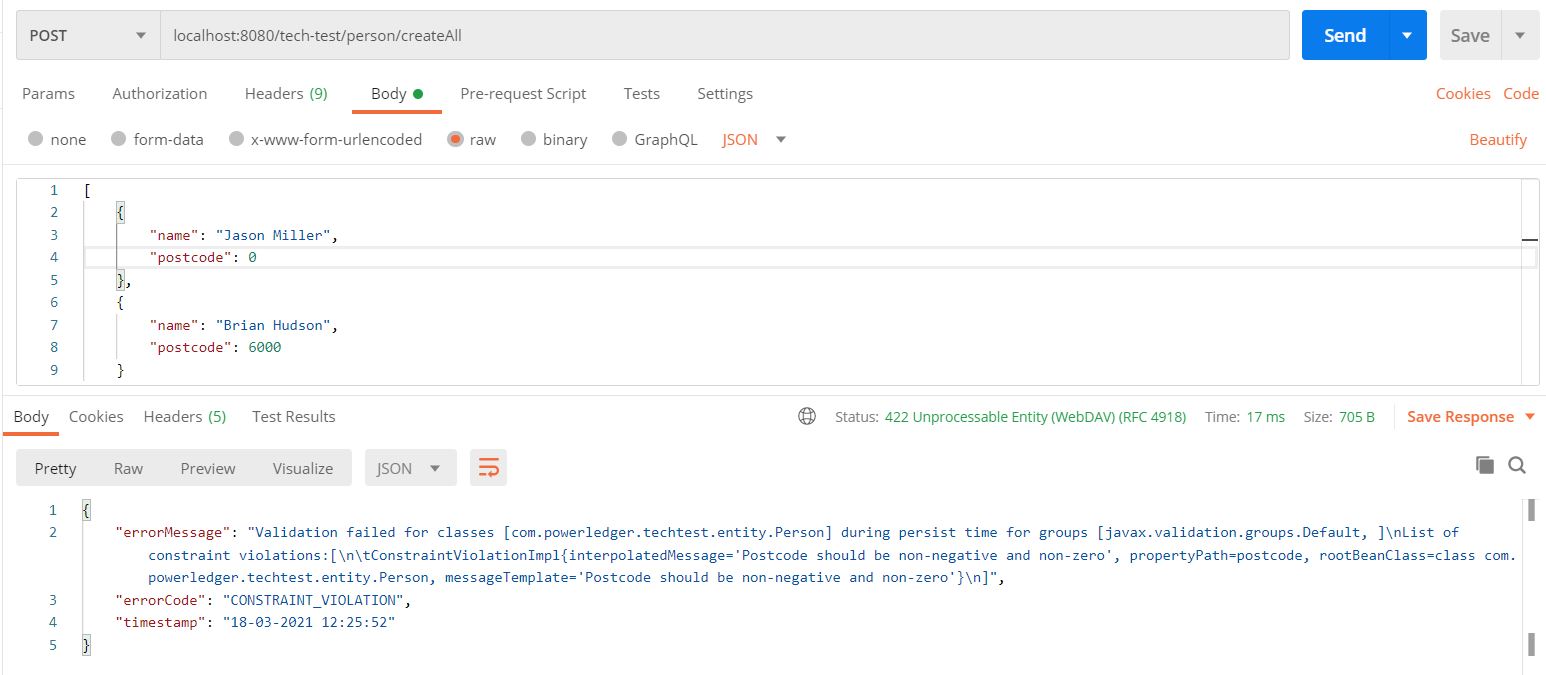 POST localhost:8080/tech-test/person/createAll Send Save
Params Authorization Headers (9) Body Pre-request Script Tests Settings Cookies Code
none form-data x-www-form-urlencoded raw binary GraphQL JSON Beautify
1 [
2 {
3 "name": "Jason Miller",
4 "postcode": 0
5 },
6 {
7 "name": "Brian Hudson",
8 "postcode": 6000
9 }
Body Cookies Headers (5) Test Results Status: 422 Unprocessable Entity (WebDAV) (RFC 4918) Time: 17 ms Size: 705 B Save Response
Pretty Raw Preview Visualize JSON
1 {
2 "errorMessage": "Validation failed for classes [com.powerledger.techtest.entity.Person] during persist time for groups [javax.validation.groups.Default, ]\nList of
constraint violations:[\n\tConstraintViolationImpl{interpolatedMessage='Postcode should be non-negative and non-zero', propertyPath=postcode, rootBeanClass=class com.
powerledger.techtest.entity.Person, messageTemplate='Postcode should be non-negative and non-zero'}\n]",
3 "errorCode": "CONSTRAINT_VIOLATION",
4 "timestamp": "18-03-2021 12:25:52"
5 }